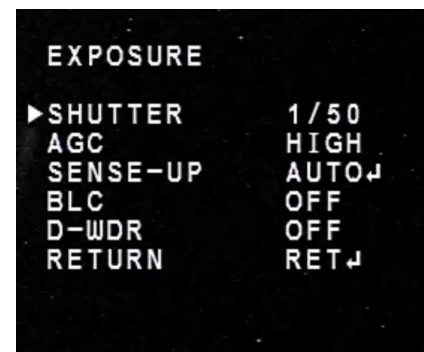 EXPOSURE
▶SHUTTER 1/50
AGC HIGH
SENSE-UP AUTO↵
BLC OFF
D-WDR OFF
RETURN RET↵